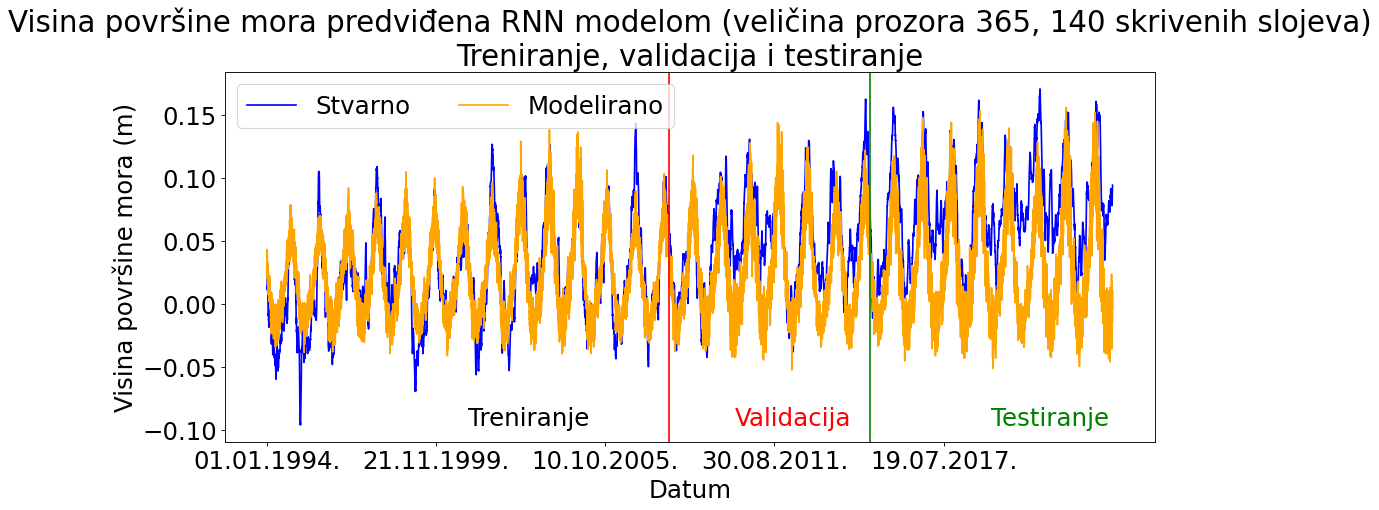 Visina površine mora predviđena RNN modelom (veličina prozora 365, 140 skrivenih slojeva)
Treniranje, validacija i testiranje
Stvarno
Modelirano
Visina površine mora (m)
0.15
0.10
0.05
0.00
−0.05
−0.10
Treniranje
Validacija
Testiranje
01.01.1994.
21.11.1999.
10.10.2005.
30.08.2011.
19.07.2017.
Datum